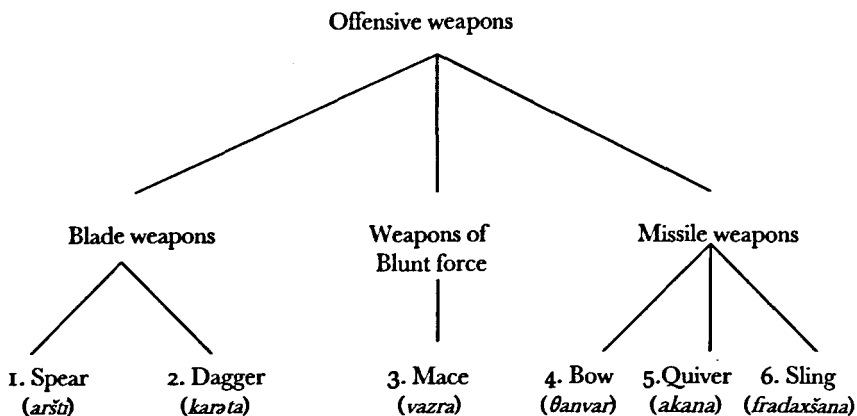 Offensive weapons
Blade weapons
Weapons of
Blunt force
Missile weapons
1. Spear
(aršti)
2. Dagger
(karəta)
3. Mace
(vazra)
4. Bow
(θanvar)
5.Quiver
(akana)
6. Sling
(fradaxšana)